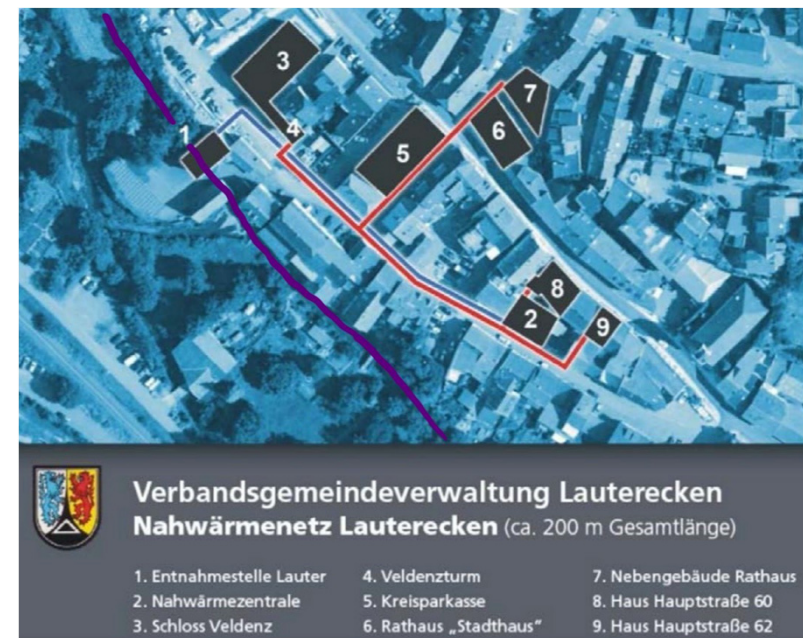 3
7
1
4
6
5
8
2
9
Verbandsgemeindeverwaltung Lauterecken
Nahwärmenetz Lauterecken (ca. 200 m Gesamtlänge)
1. Entnahmestelle Lauter
2. Nahwärmezentrale
3. Schloss Veldenz
4. Veldenzturm
5. Kreisparkasse
6. Rathaus „Stadthaus"
7. Nebengebäude Rathaus
8. Haus Hauptstraße 60
9. Haus Hauptstraße 62